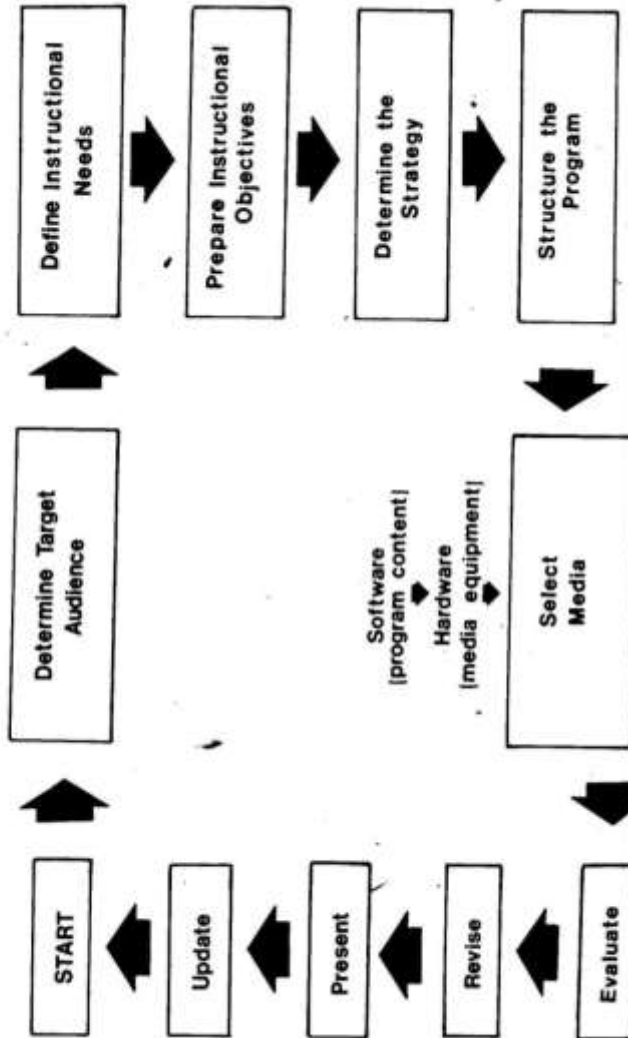 START
Determine Target
Audience
Define Instructional
Needs
Prepare Instructional
Objectives
Determine the
Strategy
Structure the
Program
Software
[program content]
Hardware
[media equipment]
Select
Media
Evaluate
Revise
Present
Update